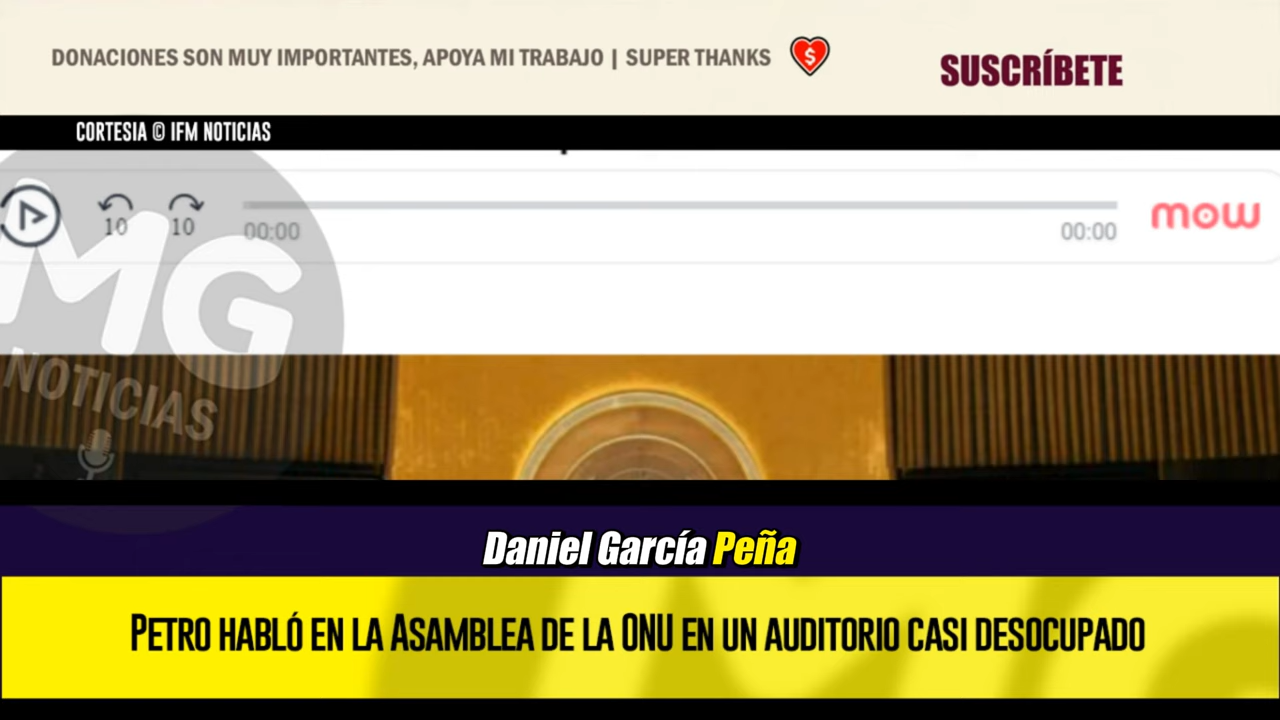 DONACIONES SON MUY IMPORTANTES, APOYA MI TRABAJO | SUPER THANKS $
SUSCRÍBETE
CORTESIA © IFM NOTICIAS
10
10
00:00
00:00
mow
MG
NOTICIAS
Daniel García Peña
PETRO HABLÓ EN LA ASAMBLEA DE LA ONU EN UN AUDITORIO CASI DESOCUPADO